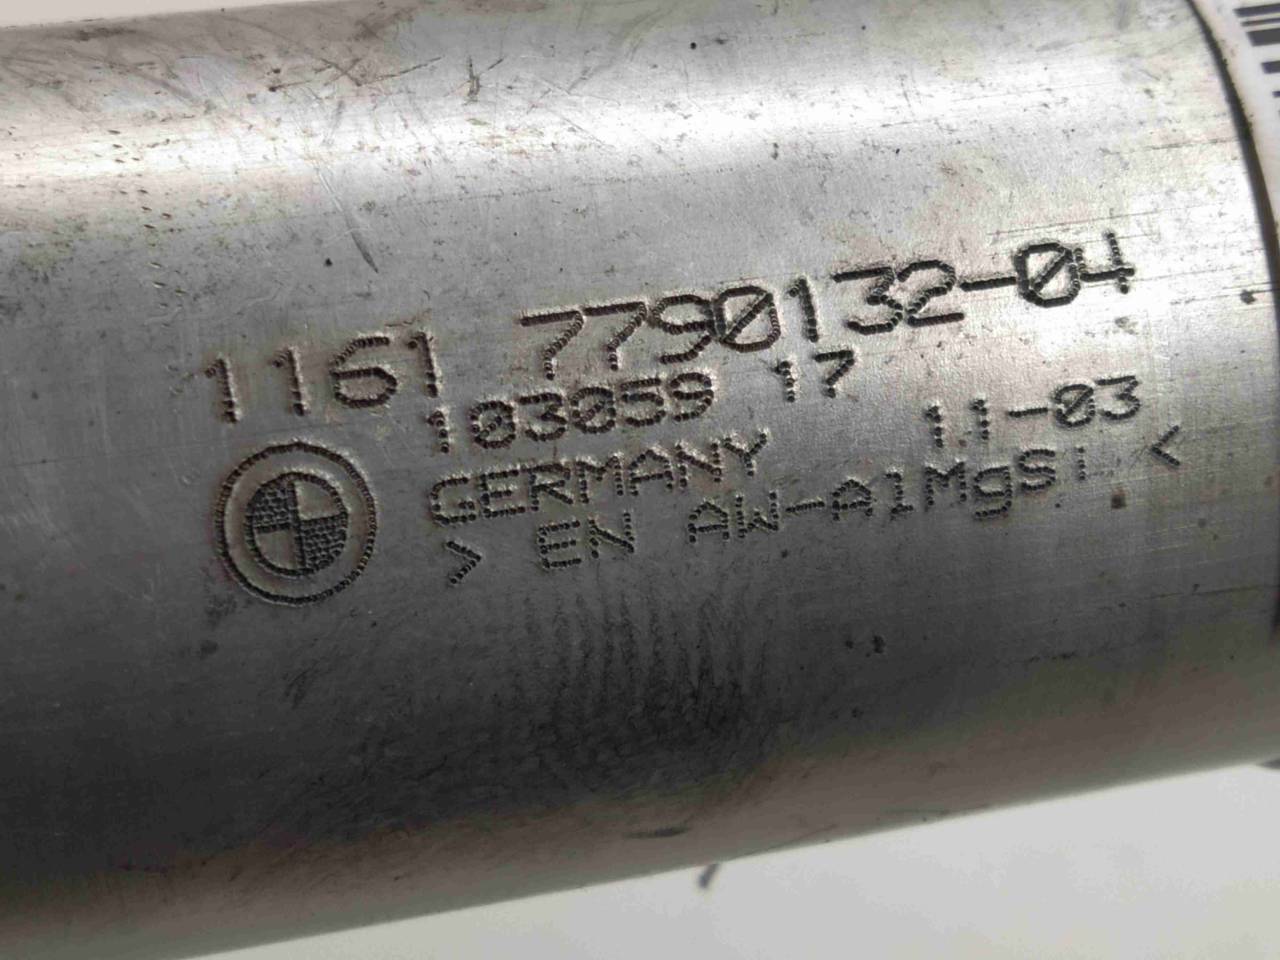 1161 7790132-04
103059 17
GERMANY 11-03
> EN AW-AlMgSi <